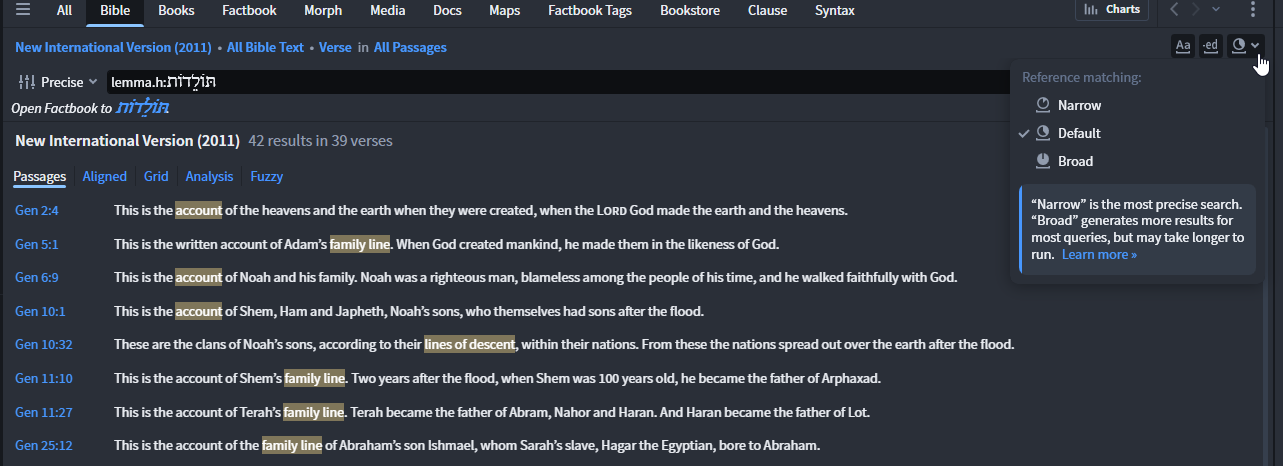 All Bible Books Factbook Morph Media Docs Maps Factbook Tags Bookstore Clause Syntax Charts
New International Version (2011) • All Bible Text • Verse in All Passages Aa ·ed
Precise lemma.h:תּוֹלֵדוֹת
Open Factbook to תּוֹלֵדוֹת.
New International Version (2011) 42 results in 39 verses
Passages Aligned Grid Analysis Fuzzy
Gen 2:4 This is the account of the heavens and the earth when they were created, when the LORD God made the earth and the heavens.
Gen 5:1 This is the written account of Adam’s family line. When God created mankind, he made them in the likeness of God.
Gen 6:9 This is the account of Noah and his family. Noah was a righteous man, blameless among the people of his time, and he walked faithfully with God.
Gen 10:1 This is the account of Shem, Ham and Japheth, Noah’s sons, who themselves had sons after the flood.
Gen 10:32 These are the clans of Noah’s sons, according to their lines of descent, within their nations. From these the nations spread out over the earth after the flood.
Gen 11:10 This is the account of Shem’s family line. Two years after the flood, when Shem was 100 years old, he became the father of Arphaxad.
Gen 11:27 This is the account of Terah’s family line. Terah became the father of Abram, Nahor and Haran. And Haran became the father of Lot.
Gen 25:12 This is the account of the family line of Abraham’s son Ishmael, whom Sarah’s slave, Hagar the Egyptian, bore to Abraham.
Reference matching:
Narrow
Default
Broad
“Narrow” is the most precise search.
“Broad” generates more results for
most queries, but may take longer to
run. Learn more »